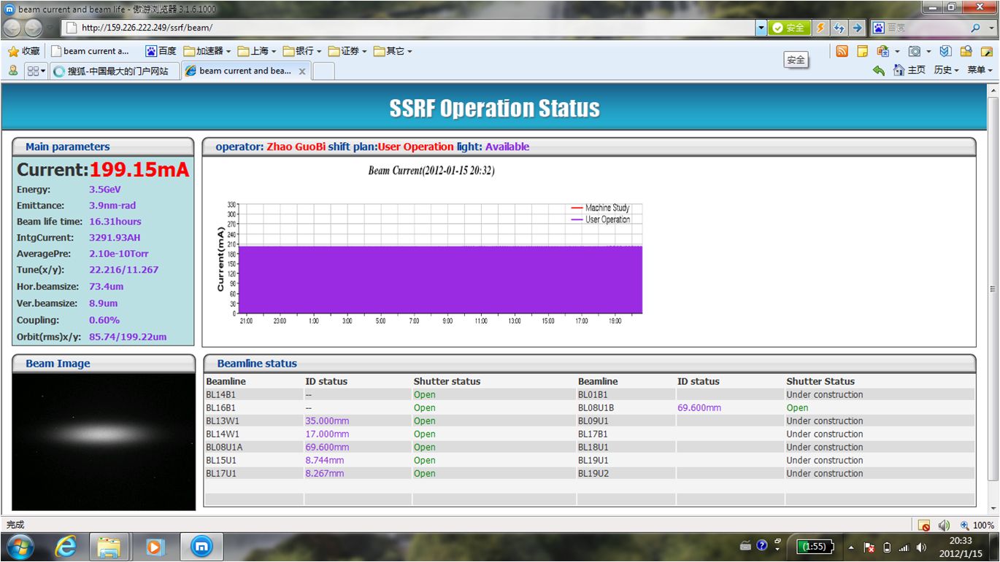 beam current and beam life - 傲游浏览器 3.1.6.1000
http://159.226.222.249/ssrf/beam/
安全
百度
收藏 beam current a... 百度 加速器 上海 银行 证券 其它
安全
搜狐-中国最大的门户网站 beam current and bea... 主页 历史 菜单
SSRF Operation Status
Main parameters
Current:199.15mA
Energy: 3.5GeV
Emittance: 3.9nm-rad
Beam life time: 16.31hours
IntgCurrent: 3291.93AH
AveragePre: 2.10e-10Torr
Tune(x/y): 22.216/11.267
Hor.beamsize: 73.4um
Ver.beamsize: 8.9um
Coupling: 0.60%
Orbit(rms)x/y: 85.74/199.22um
operator: Zhao GuoBi shift plan:User Operation light: Available
Beam Current(2012-01-15 20:32)
Machine Study
User Operation
Current(mA)
330
300
270
240
210
180
150
120
90
60
30
0
21:00 23:00 1:00 3:00 5:00 7:00 9:00 11:00 13:00 15:00 17:00 19:00
Beam Image
Beamline status
Beamline ID status Shutter status Beamline ID status Shutter Status
BL14B1 -- Open BL01B1 Under construction
BL16B1 -- Open BL08U1B 69.600mm Open
BL13W1 35.000mm Open BL09U1 Under construction
BL14W1 17.000mm Open BL17B1 Under construction
BL08U1A 69.600mm Open BL18U1 Under construction
BL15U1 8.744mm Open BL19U1 Under construction
BL17U1 8.267mm Open BL19U2 Under construction
完成
100%
(1:55)
20:33
2012/1/15